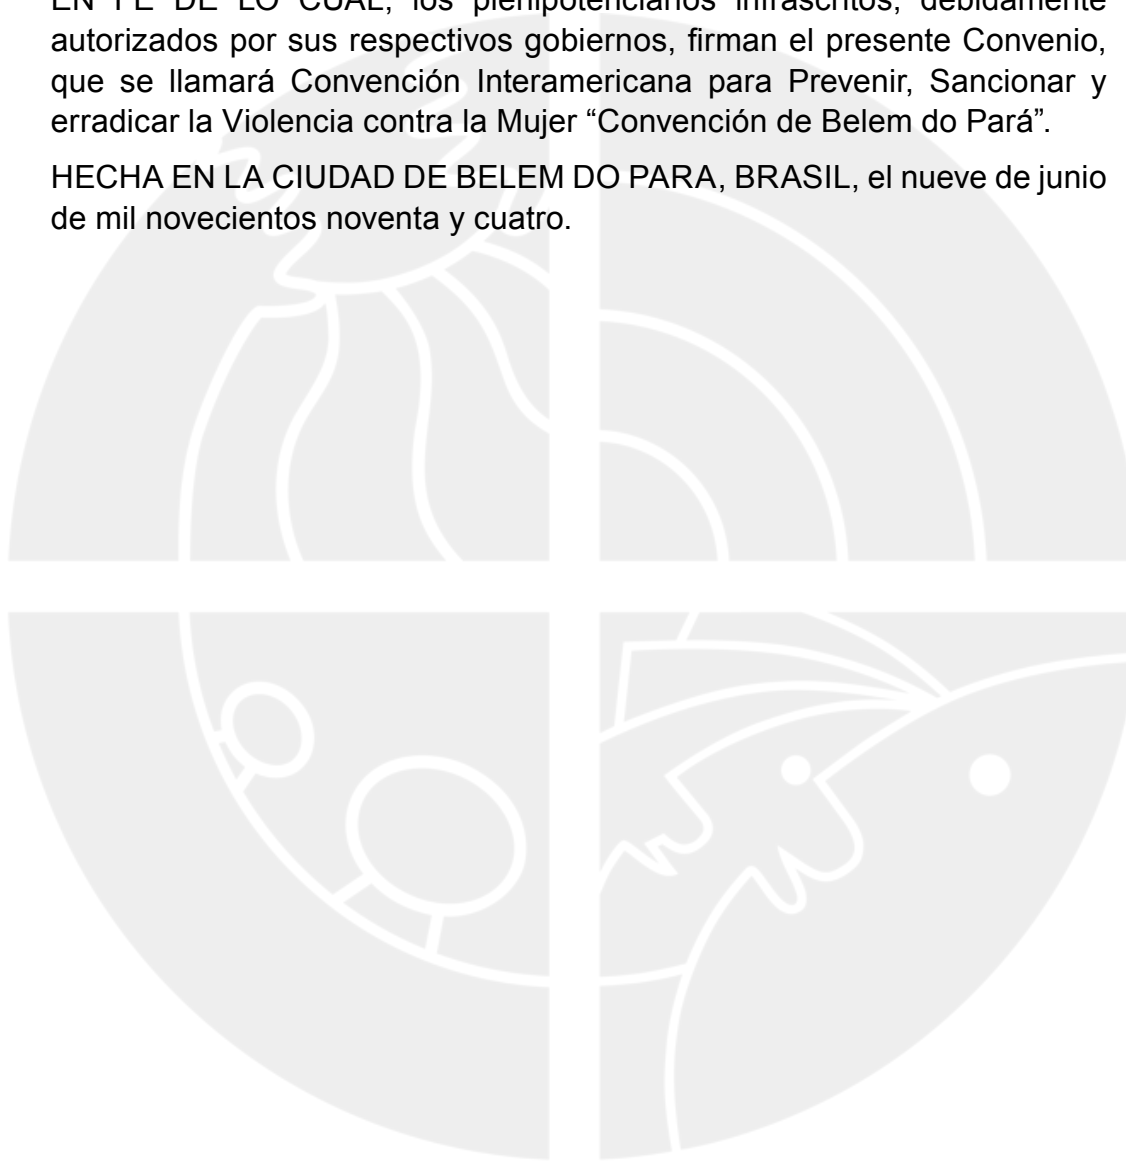 EN FE DE LO CUAL, los plenipotenciarios infrascritos, debidamente
autorizados por sus respectivos gobiernos, firman el presente Convenio,
que se llamará Convención Interamericana para Prevenir, Sancionar y
erradicar la Violencia contra la Mujer “Convención de Belem do Pará”.
HECHA EN LA CIUDAD DE BELEM DO PARA, BRASIL, el nueve de junio
de mil novecientos noventa y cuatro.